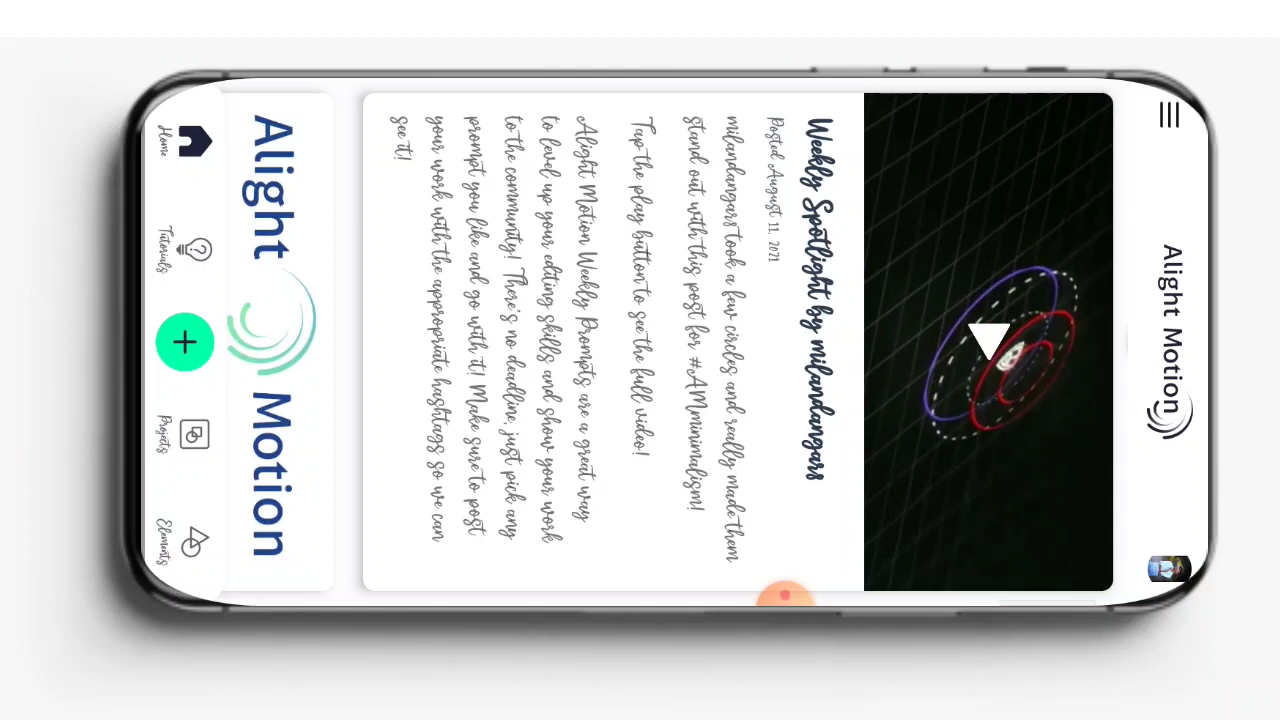 Alight Motion
Weekly Spotlight by milandangars
Posted August 11, 2021
milandangars took a few circles and really made them
stand out with this post for #AMminimalism!
Tap the play button to see the full video!
Alight Motion Weekly Prompts are a great way
to level up your editing skills and show your work
to the community! There's no deadline, just pick any
prompt you like and go with it! Make sure to post
your work with the appropriate hashtags so we can
see it!
Alight Motion
Home
Tutorials
Projects
Elements